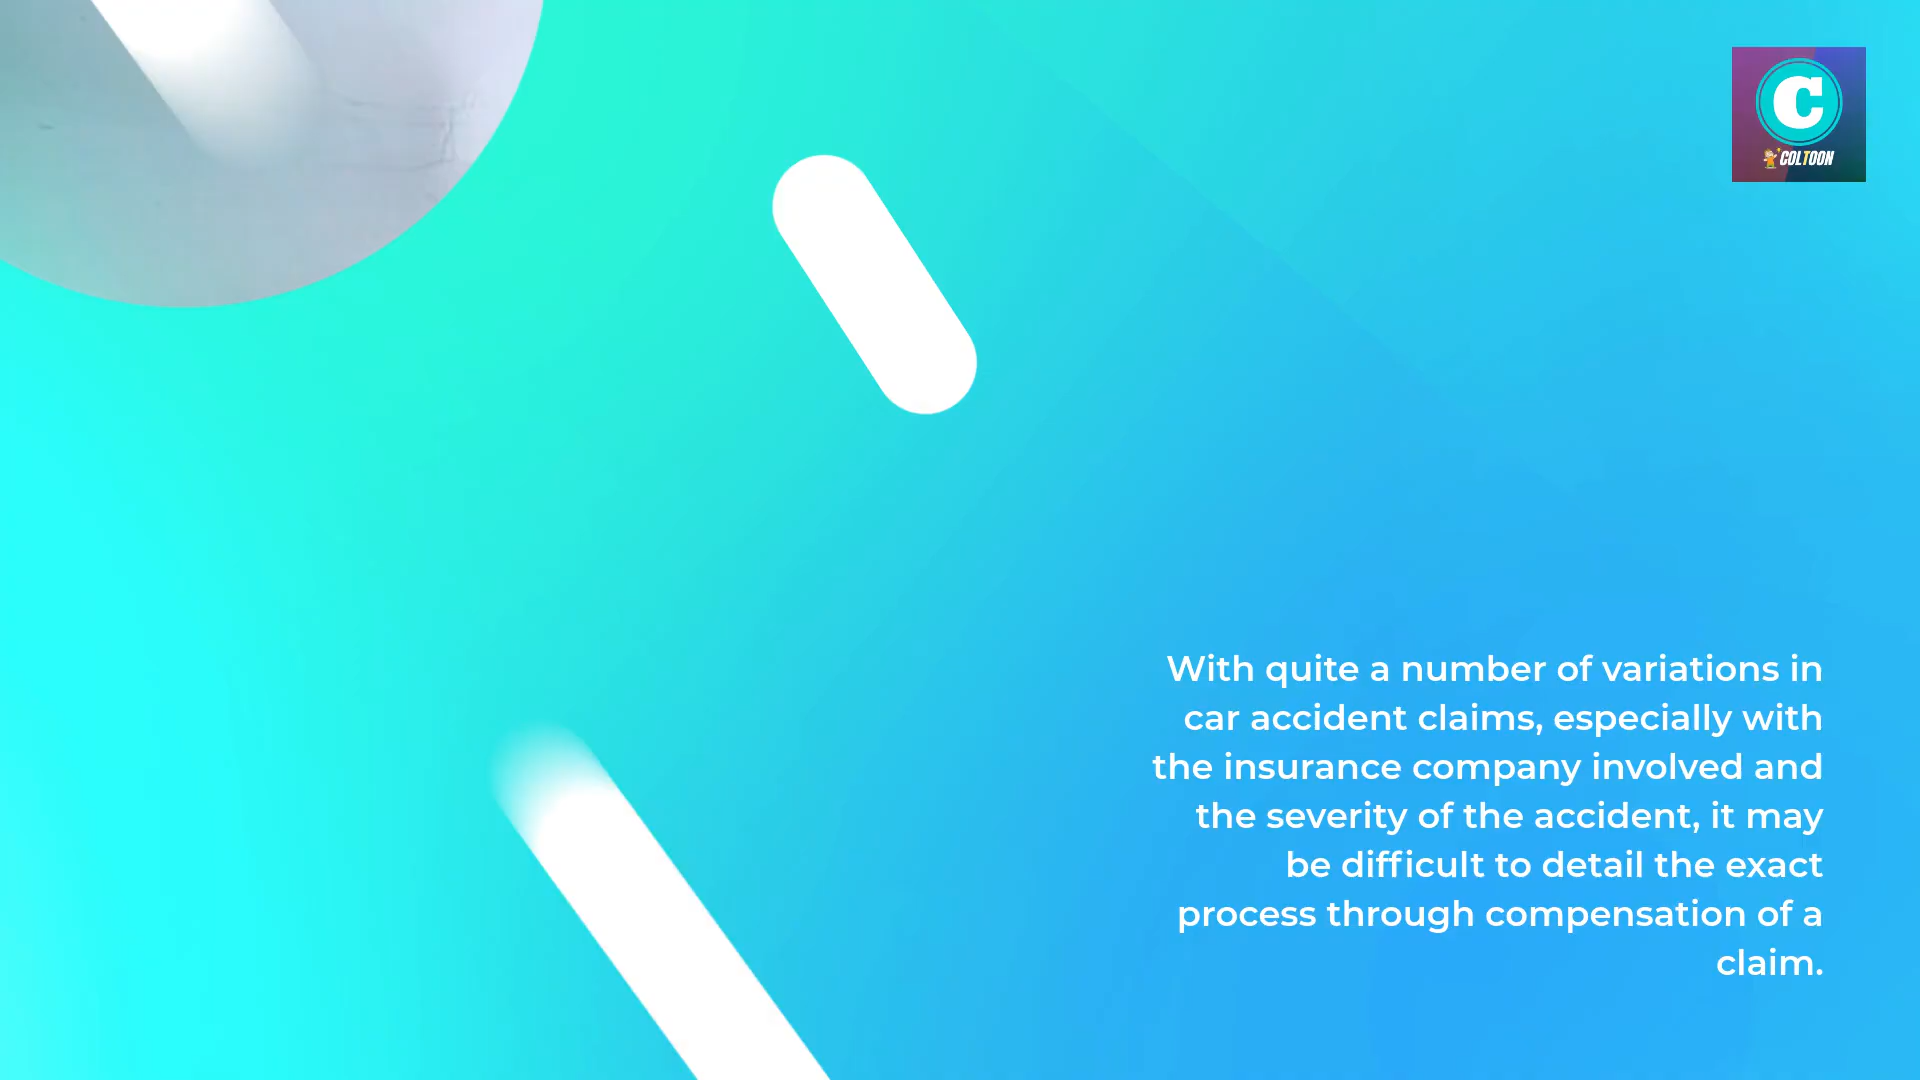 C
COLTOON
With quite a number of variations in
car accident claims, especially with
the insurance company involved and
the severity of the accident, it may
be difficult to detail the exact
process through compensation of a
claim.